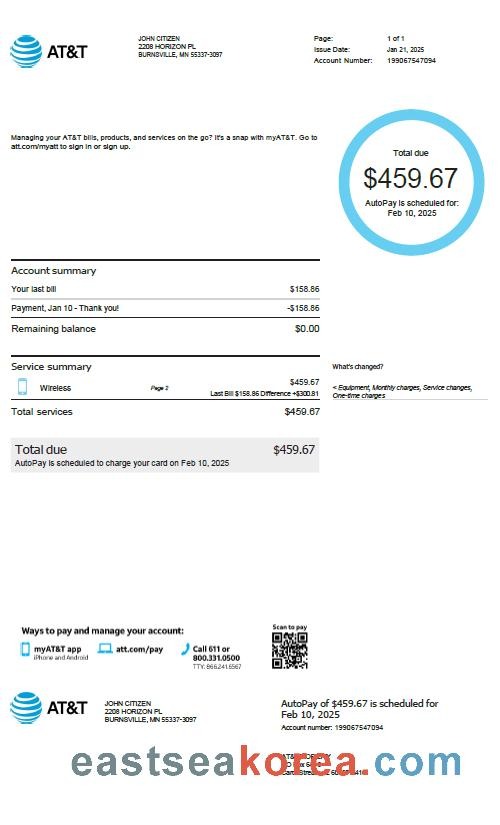 AT&T
JOHN CITIZEN
2208 HORIZON PL
BURNSVILLE, MN 55337-3097
Page: 1 of 1
Issue Date: Jan 21, 2025
Account Number: 199067547094
Managing your AT&T bills, products, and services on the go? It's a snap with myAT&T. Go to
att.com/myatt to sign in or sign up.
Total due
$459.67
AutoPay is scheduled for:
Feb 10, 2025
Account summary
Your last bill $158.86
Payment, Jan 10 - Thank you! -$158.86
Remaining balance $0.00
Service summary
Wireless Page 2 $459.67
Last Bill $158.86 Difference +$300.81
Total services $459.67
What's changed?
< Equipment, Monthly charges, Service changes,
One-time charges
Total due $459.67
AutoPay is scheduled to charge your card on Feb 10, 2025
Ways to pay and manage your account:
myAT&T app
iPhone and Android
att.com/pay
Call 611 or
800.331.0500
TTY: 866.241.6567
Scan to pay
AT&T
JOHN CITIZEN
2208 HORIZON PL
BURNSVILLE, MN 55337-3097
AutoPay of $459.67 is scheduled for
Feb 10, 2025
Account number: 199067547094
eastseakorea.com